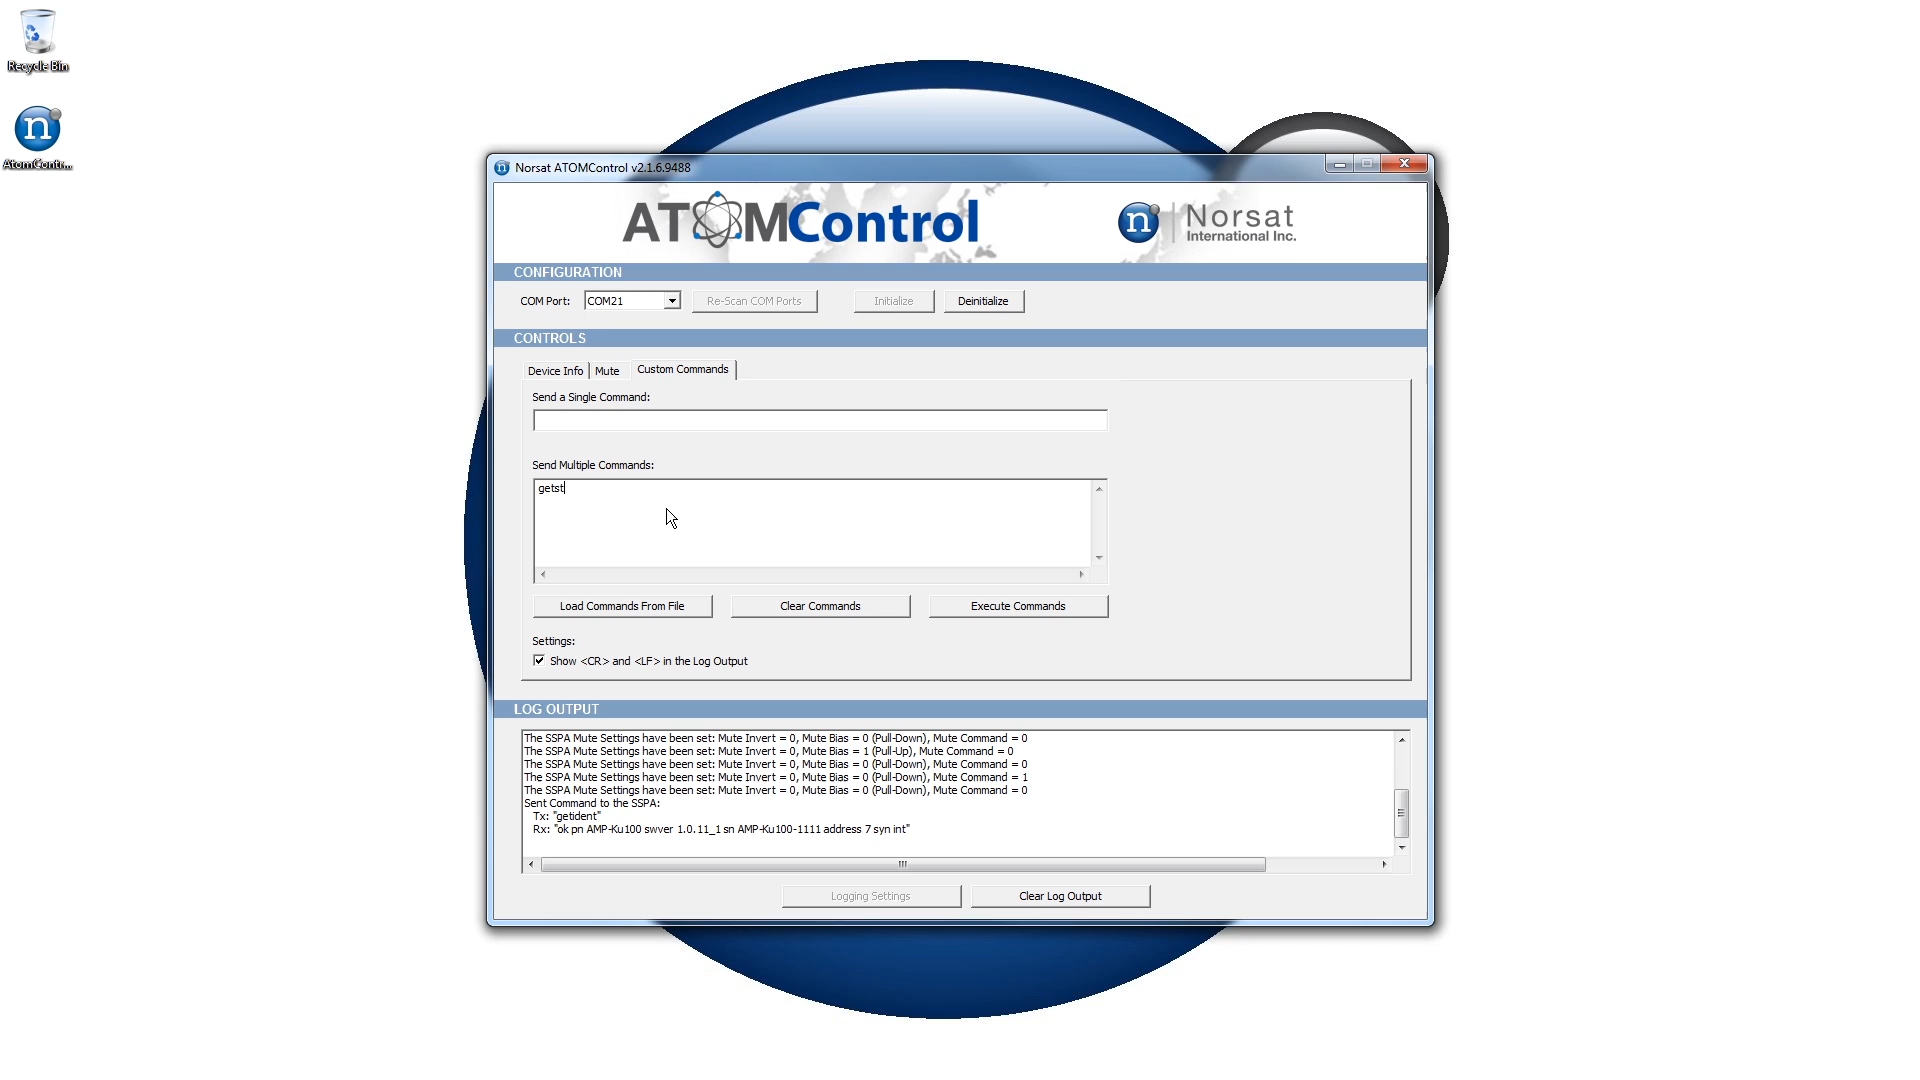 Recycle Bin
n
AtomContr...
Norsat ATOMControl v2.1.6.9488
ATOMControl
n Norsat
International Inc.
CONFIGURATION
COM Port: COM21 Re-Scan COM Ports Initialize Deinitialize
CONTROLS
Device Info Mute Custom Commands
Send a Single Command:
Send Multiple Commands:
getst
Load Commands From File Clear Commands Execute Commands
Settings:
Show <CR> and <LF> in the Log Output
LOG OUTPUT
The SSPA Mute Settings have been set: Mute Invert = 0, Mute Bias = 0 (Pull-Down), Mute Command = 0
The SSPA Mute Settings have been set: Mute Invert = 0, Mute Bias = 1 (Pull-Up), Mute Command = 0
The SSPA Mute Settings have been set: Mute Invert = 0, Mute Bias = 0 (Pull-Down), Mute Command = 0
The SSPA Mute Settings have been set: Mute Invert = 0, Mute Bias = 0 (Pull-Down), Mute Command = 1
The SSPA Mute Settings have been set: Mute Invert = 0, Mute Bias = 0 (Pull-Down), Mute Command = 0
Sent Command to the SSPA:
Tx: "getident"
Rx: "ok pn AMP-Ku100 swver 1.0.11_1 sn AMP-Ku100-1111 address 7 syn int"
Logging Settings Clear Log Output